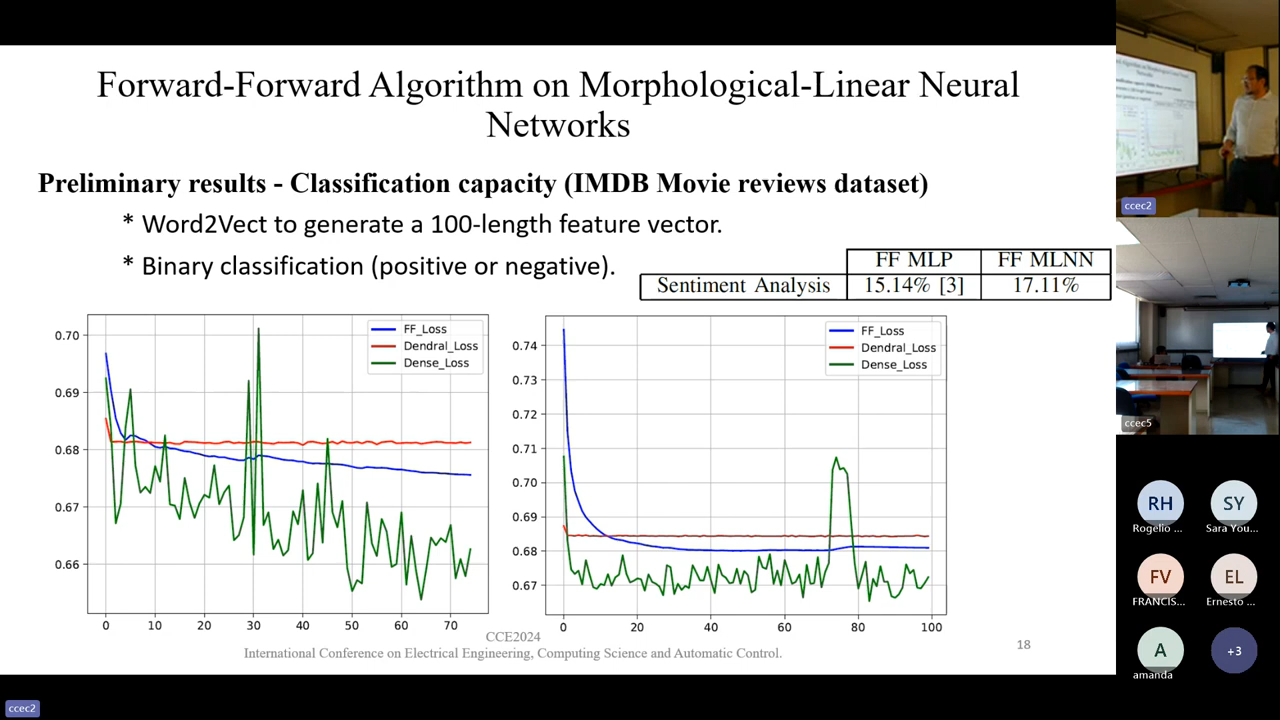 Forward-Forward Algorithm on Morphological-Linear Neural
Networks
Preliminary results - Classification capacity (IMDB Movie reviews dataset)
* Word2Vect to generate a 100-length feature vector.
* Binary classification (positive or negative).
FF MLP FF MLNN
Sentiment Analysis 15.14% [3] 17.11%
FF_Loss
Dendral_Loss
Dense_Loss
0.70
0.69
0.68
0.67
0.66
0 10 20 30 40 50 60 70
FF_Loss
Dendral_Loss
Dense_Loss
0.74
0.73
0.72
0.71
0.70
0.69
0.68
0.67
0 20 40 60 80 100
CCE2024
International Conference on Electrical Engineering, Computing Science and Automatic Control.
18
ccec2
ccec5
RH
Rogelio ...
SY
Sara You...
FV
FRANCIS...
EL
Ernesto ...
A
amanda
+3
ccec2